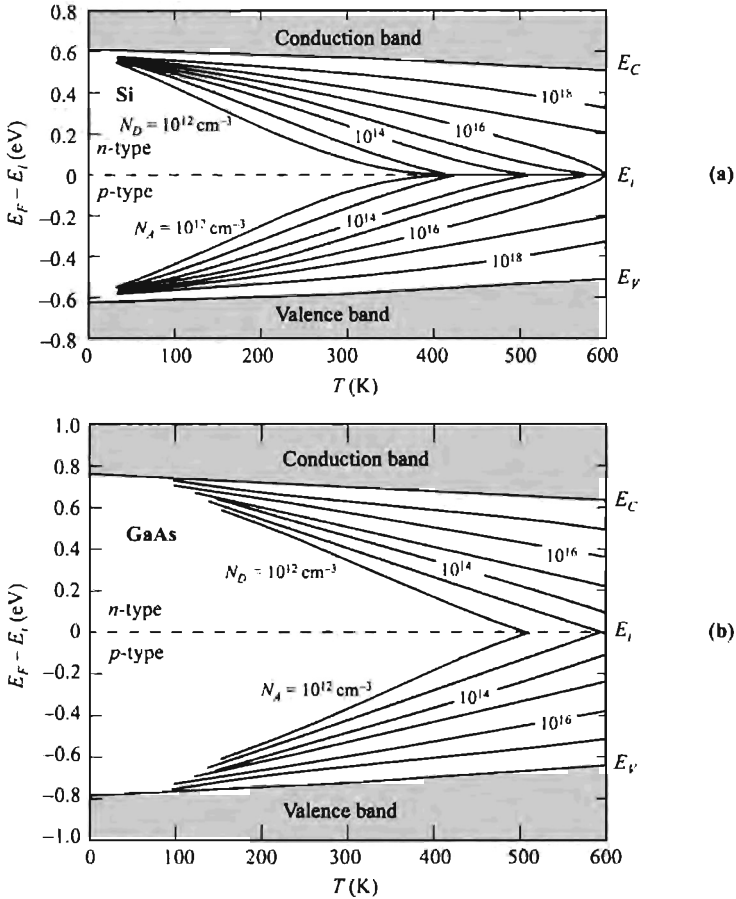 0.8
0.6
0.4
0.2
0
−0.2
−0.4
−0.6
−0.8
E_F − E_i (eV)
Conduction band
Si
N_D = 10^12 cm^−3
10^14
10^16
10^18
n-type
p-type
N_A = 10^12 cm^−3
10^14
10^16
10^18
Valence band
E_C
E_i
E_V
(a)
0 100 200 300 400 500 600
T (K)
1.0
0.8
0.6
0.4
0.2
0
−0.2
−0.4
−0.6
−0.8
−1.0
E_F − E_i (eV)
Conduction band
GaAs
N_D = 10^12 cm^−3
10^14
10^16
n-type
p-type
N_A = 10^12 cm^−3
10^14
10^16
Valence band
E_C
E_i
E_V
(b)
0 100 200 300 400 500 600
T (K)